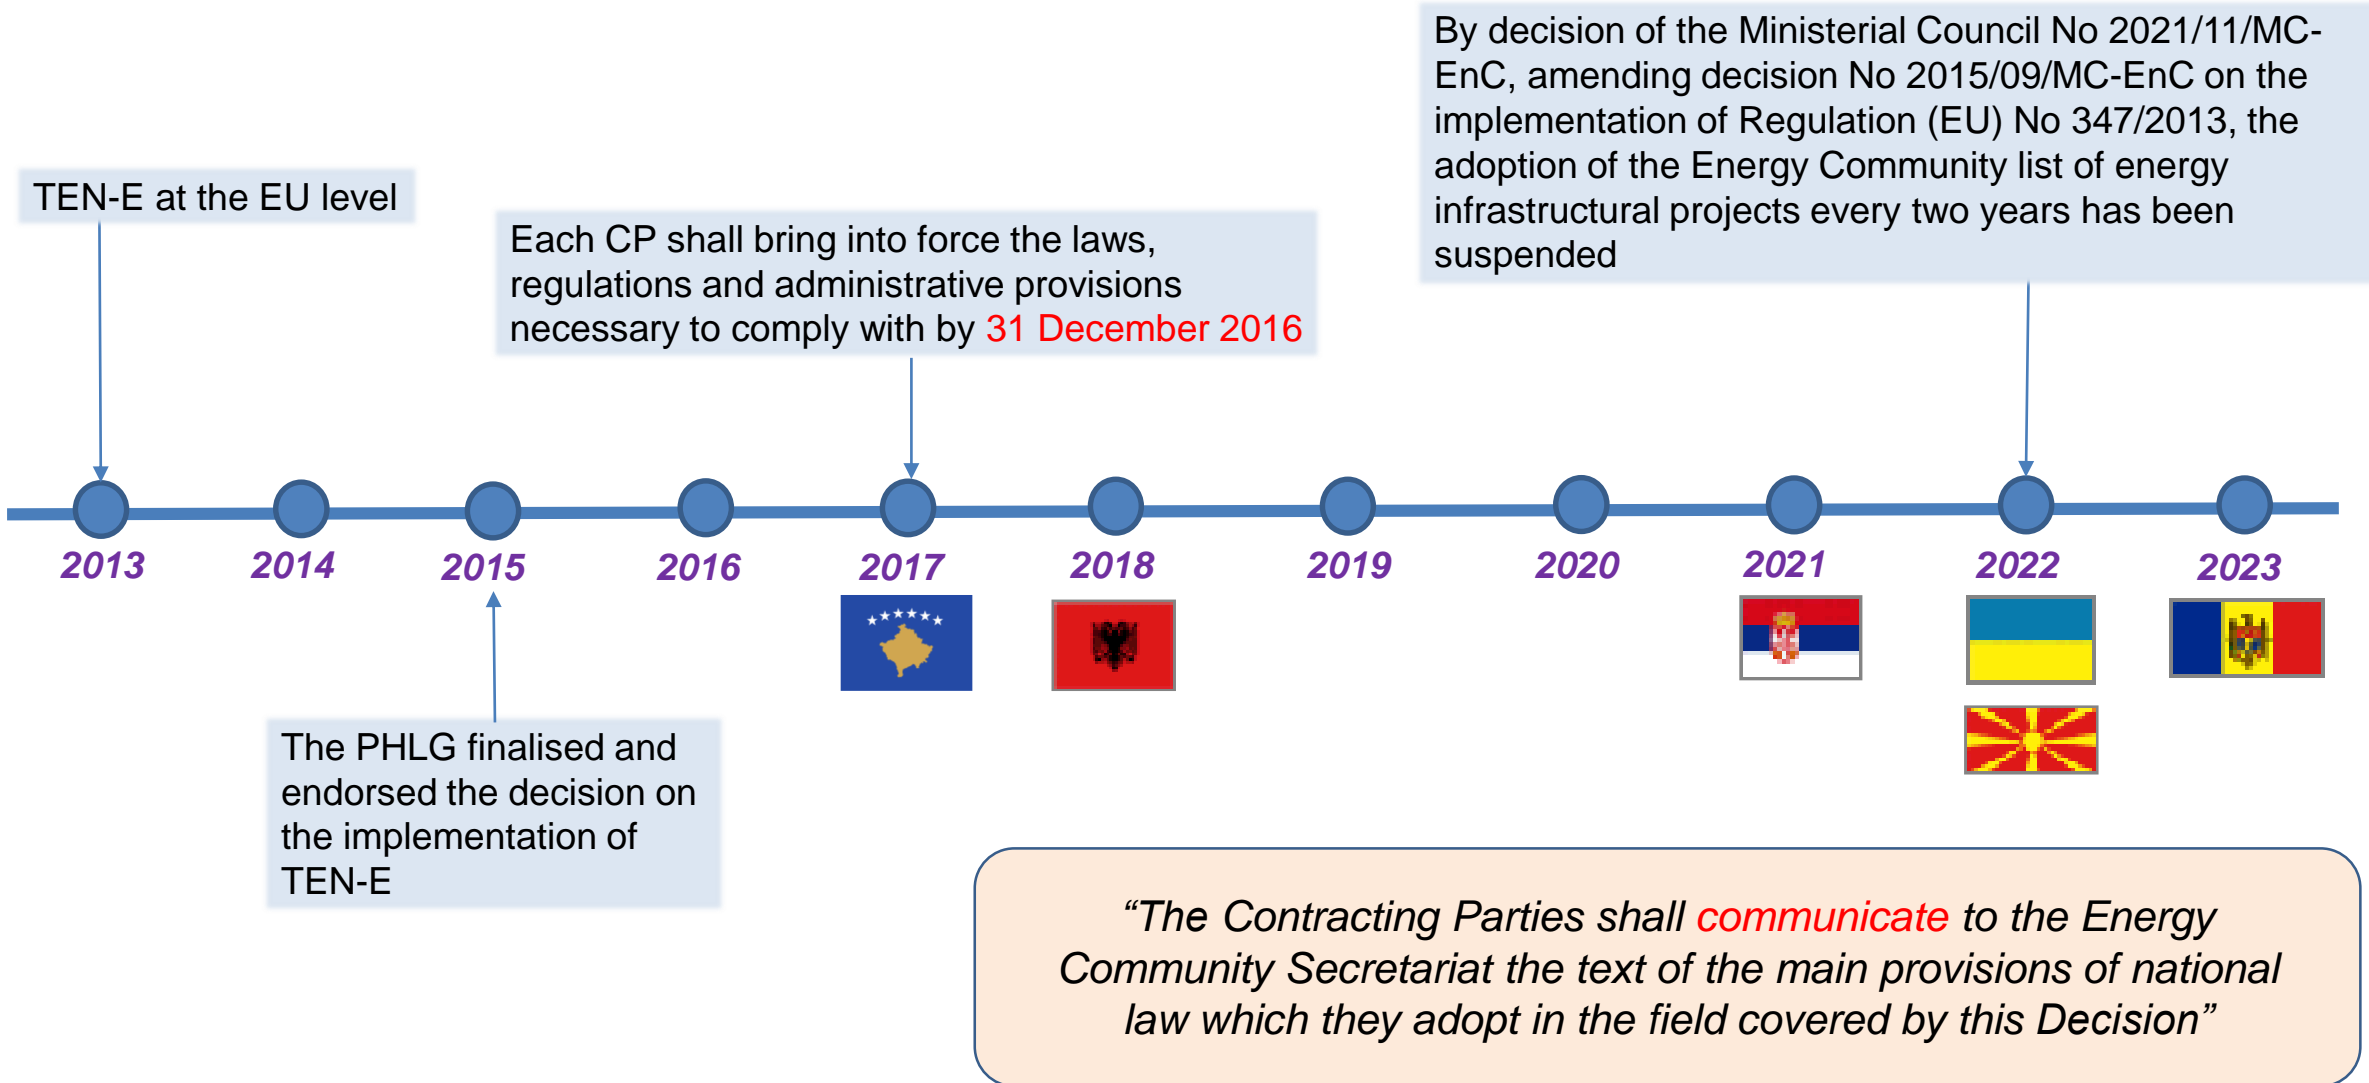 By decision of the Ministerial Council No 2021/11/MC-
EnC, amending decision No 2015/09/MC-EnC on the
implementation of Regulation (EU) No 347/2013, the
adoption of the Energy Community list of energy
infrastructural projects every two years has been
suspended
TEN-E at the EU level
Each CP shall bring into force the laws,
regulations and administrative provisions
necessary to comply with by 31 December 2016
2013
2014
2015
2016
2017
2018
2019
2020
2021
2022
2023
The PHLG finalised and
endorsed the decision on
the implementation of
TEN-E
“The Contracting Parties shall communicate to the Energy
Community Secretariat the text of the main provisions of national
law which they adopt in the field covered by this Decision”